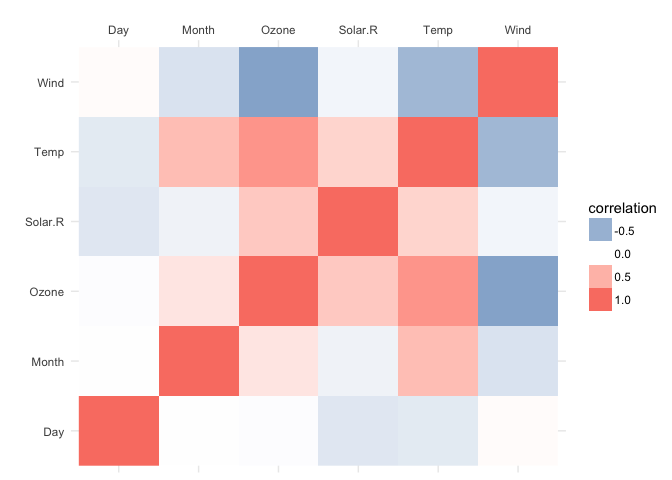 Day Month Ozone Solar.R Temp Wind
Wind
Temp
Solar.R
Ozone
Month
Day
correlation
-0.5
0.0
0.5
1.0